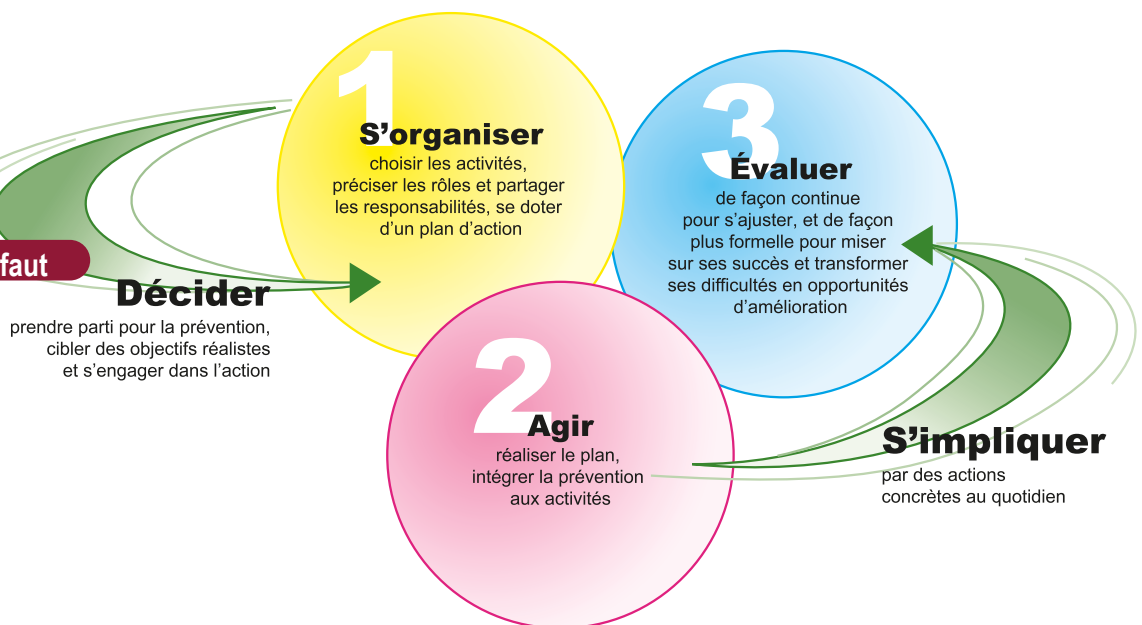 1
S’organiser
choisir les activités,
préciser les rôles et partager
les responsabilités, se doter
d’un plan d’action
3
Évaluer
de façon continue
pour s’ajuster, et de façon
plus formelle pour miser
sur ses succès et transformer
ses difficultés en opportunités
d’amélioration
faut
Décider
prendre parti pour la prévention,
cibler des objectifs réalistes
et s’engager dans l’action
2
Agir
réaliser le plan,
intégrer la prévention
aux activités
S’impliquer
par des actions
concrètes au quotidien